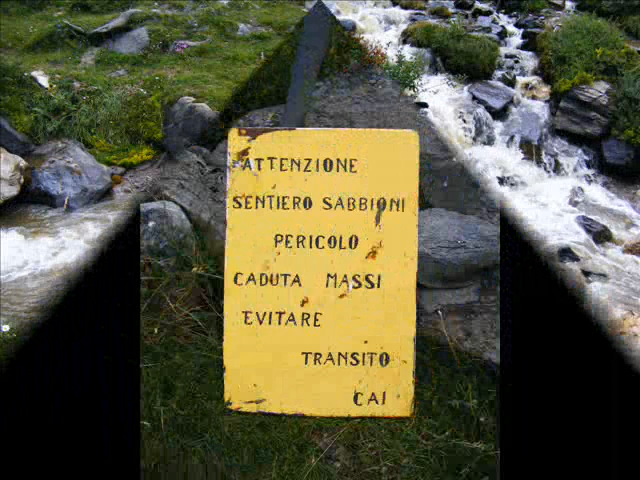 ATTENZIONE
SENTIERO SABBIONI
PERICOLO
CADUTA MASSI
EVITARE
TRANSITO
CAI